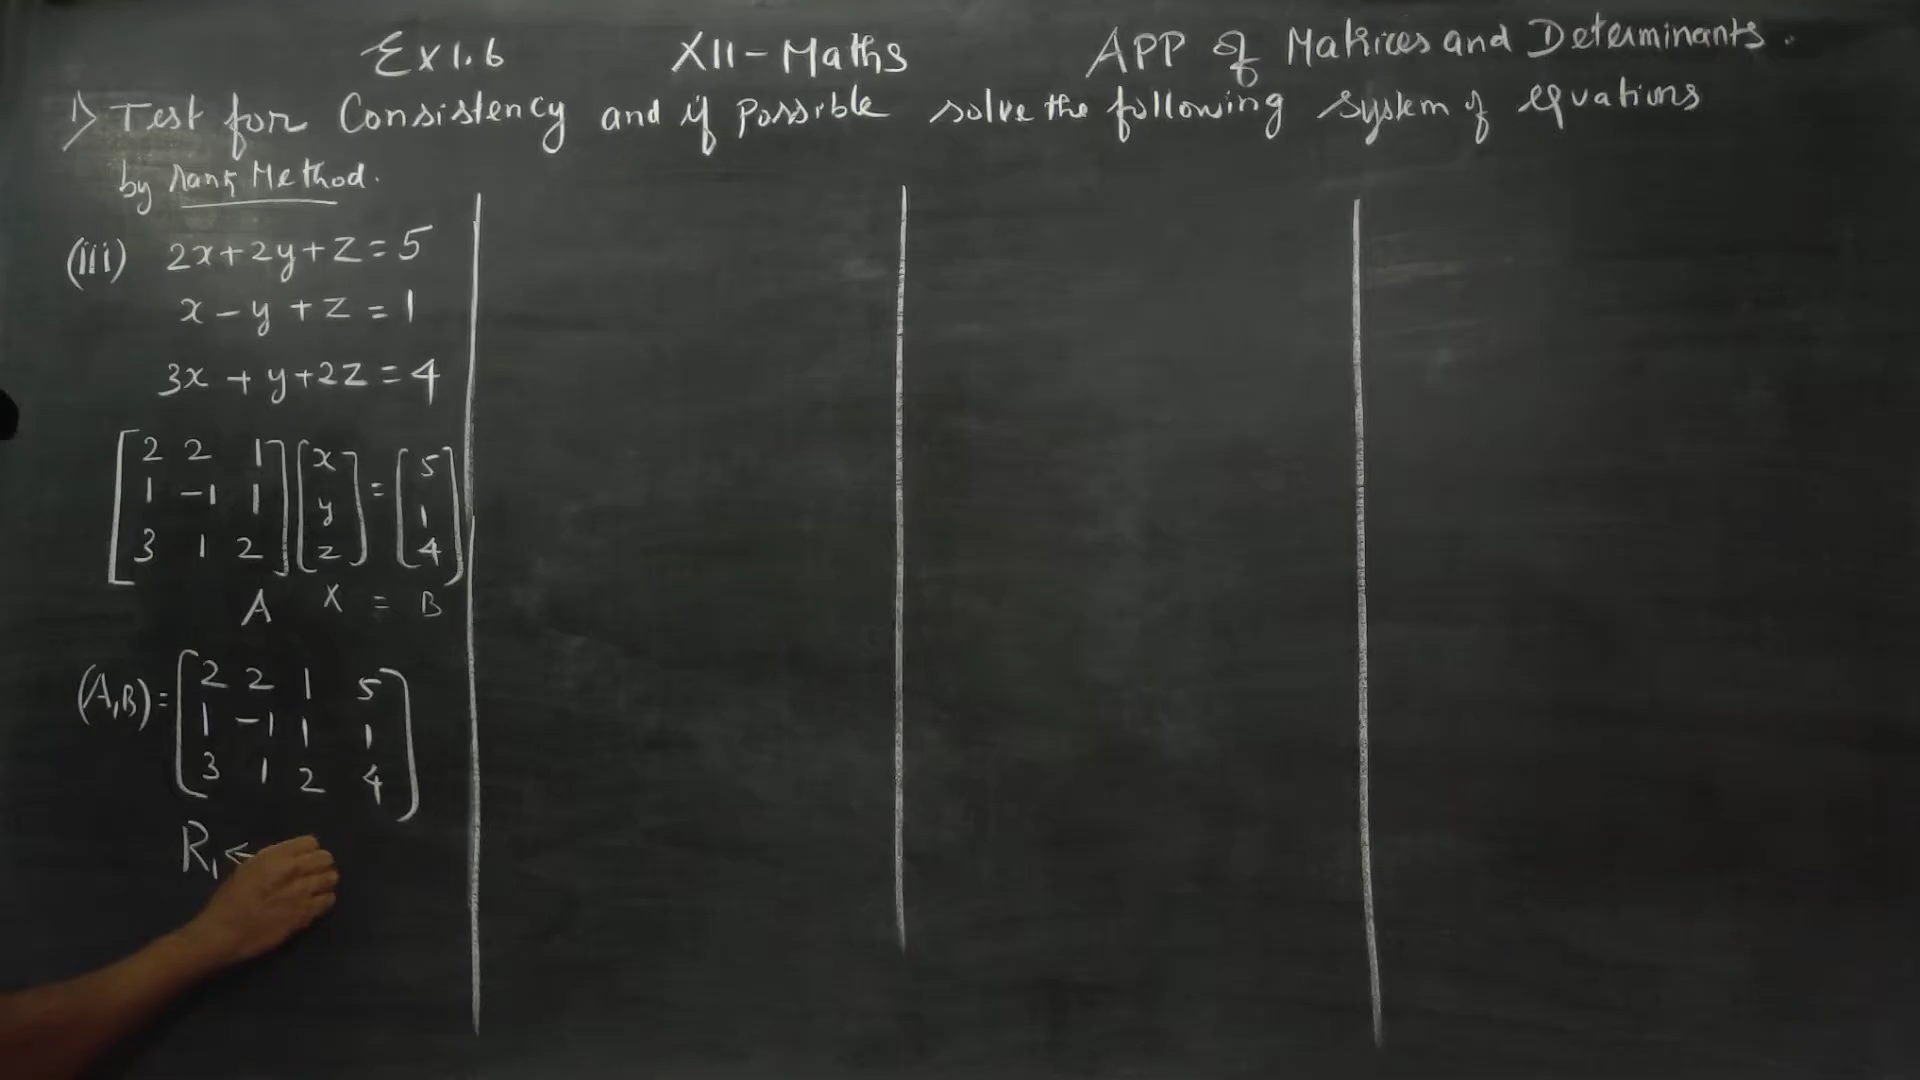 Ex 1.6 XII - Maths APP of Matrices and Determinants.
1) Test for Consistency and if possible solve the following system of equations
by rank Method.
(iii) 2x+2y+z=5
x-y+z=1
3x+y+2z=4
[2 2 1] [x] = [5]
[1 -1 1] [y] [1]
[3 1 2] [z] [4]
A X = B
(A,B) = [2 2 1 5]
[1 -1 1 1]
[3 1 2 4]
R₁ ←